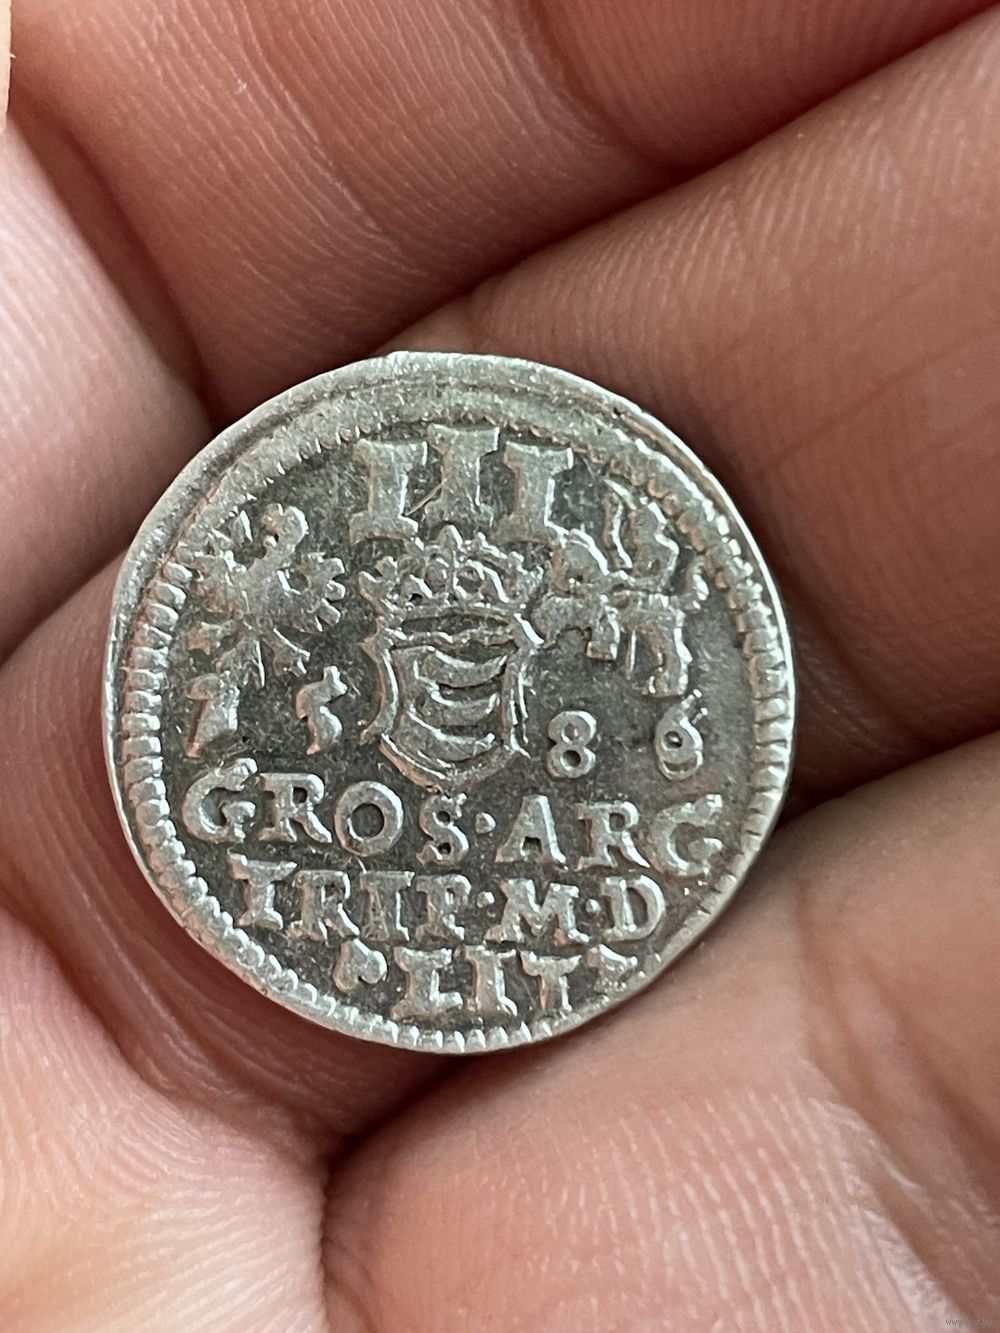 III
15 86
GROS·ARG
TRIP·M·D
LIT